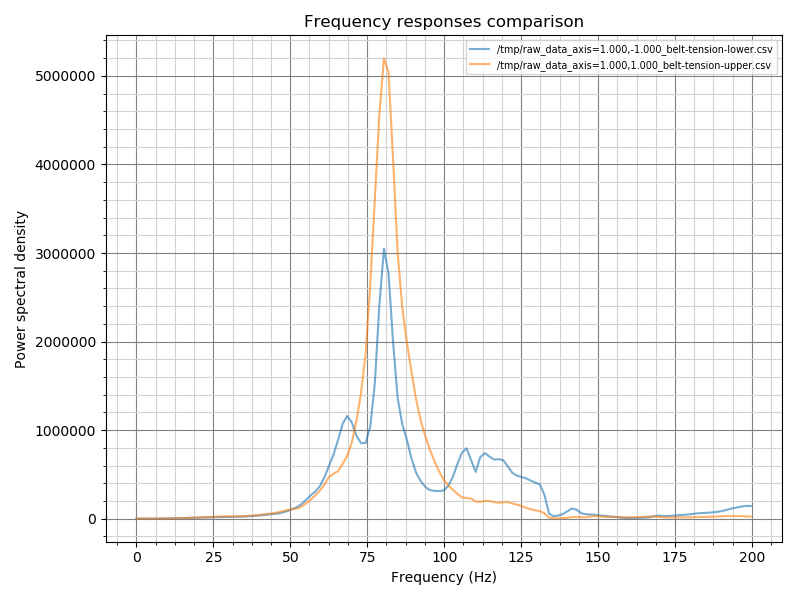 Frequency responses comparison
/tmp/raw_data_axis=1.000,-1.000_belt-tension-lower.csv
/tmp/raw_data_axis=1.000,1.000_belt-tension-upper.csv
Power spectral density
5000000
4000000
3000000
2000000
1000000
0
0 25 50 75 100 125 150 175 200
Frequency (Hz)